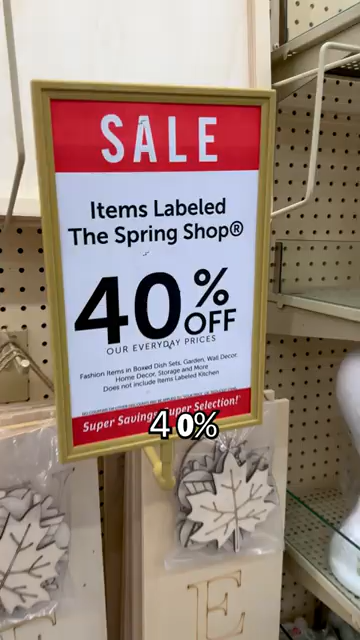 SALE
Items Labeled
The Spring Shop®
40% OFF
OUR EVERYDAY PRICES
Fashion Items in Boxed Dish Sets, Garden, Wall Decor,
Home Decor, Storage and More
Does not include Items Labeled Kitchen
Super Savings, Super Selection!
40%
E